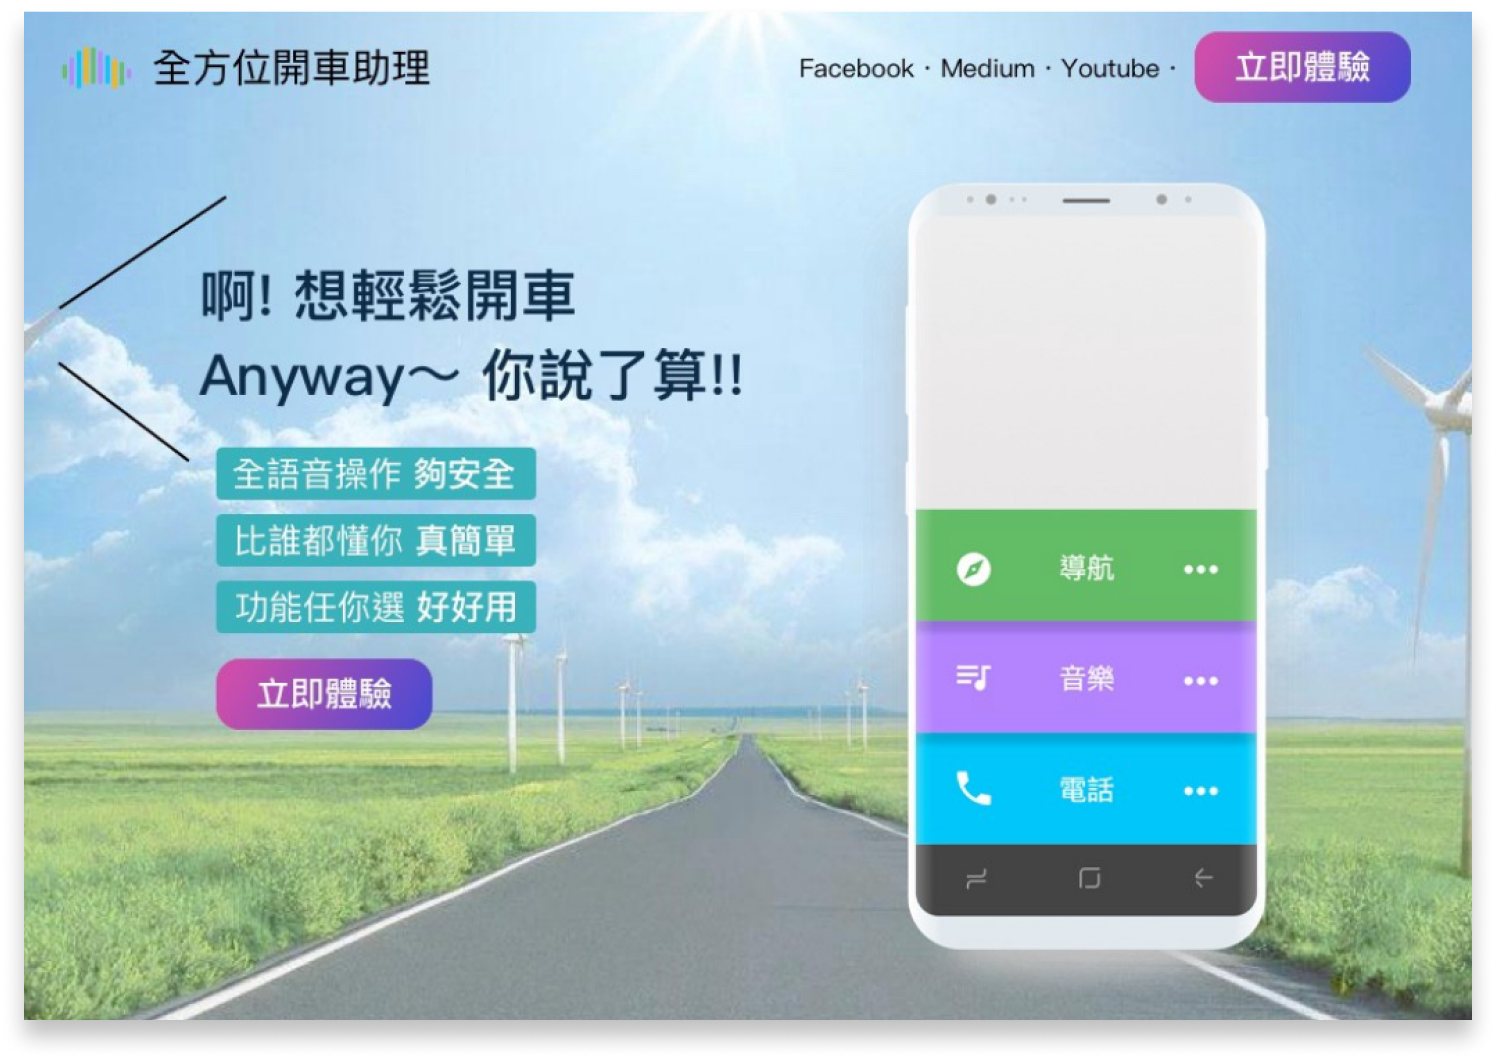 全方位開車助理
Facebook · Medium · Youtube ·
立即體驗
啊! 想輕鬆開車
Anyway～ 你說了算!!
全語音操作 夠安全
比誰都懂你 真簡單
功能任你選 好好用
立即體驗
導航
音樂
電話